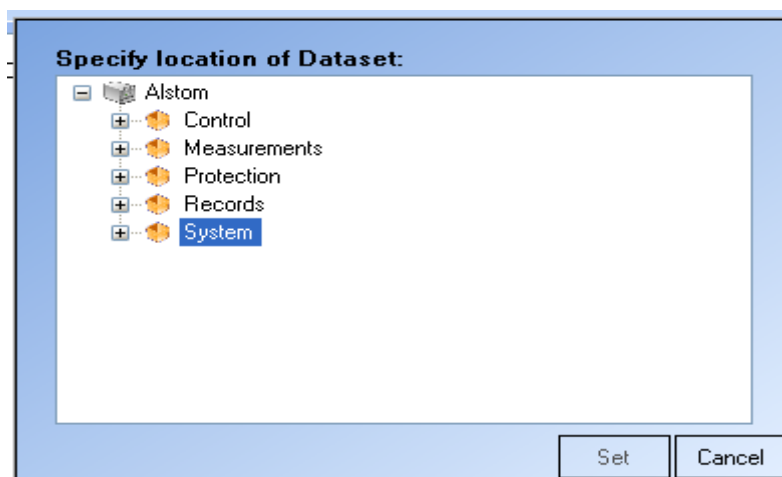 Specify location of Dataset:
Alstom
Control
Measurements
Protection
Records
System
Set Cancel